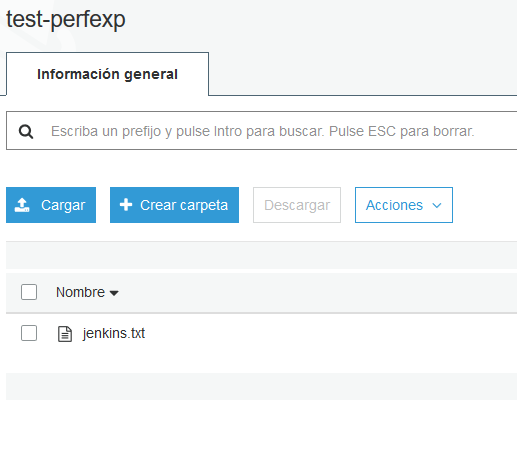 test-perfexp
Información general
Escriba un prefijo y pulse Intro para buscar. Pulse ESC para borrar.
Cargar
Crear carpeta
Descargar
Acciones
Nombre
jenkins.txt